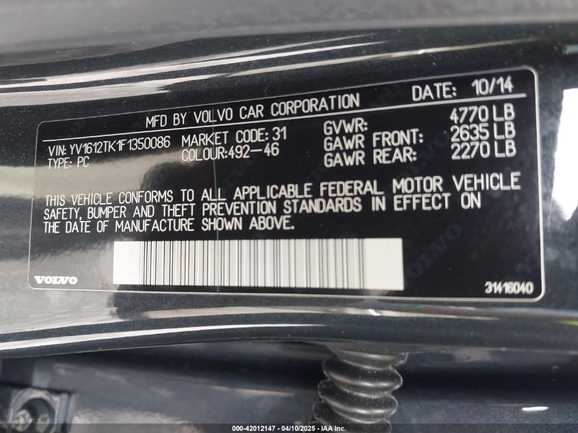 DATE: 10/14
MFD BY VOLVO CAR CORPORATION
VIN: YV1612TK1F1350086 MARKET CODE: 31 GVWR: 4770 LB
TYPE: PC COLOUR: 492-46 GAWR FRONT: 2635 LB
GAWR REAR: 2270 LB
THIS VEHICLE CONFORMS TO ALL APPLICABLE FEDERAL MOTOR VEHICLE
SAFETY, BUMPER AND THEFT PREVENTION STANDARDS IN EFFECT ON
THE DATE OF MANUFACTURE SHOWN ABOVE.
VOLVO
31416040
000-42012147 - 04/10/2025 - © IAA Inc.